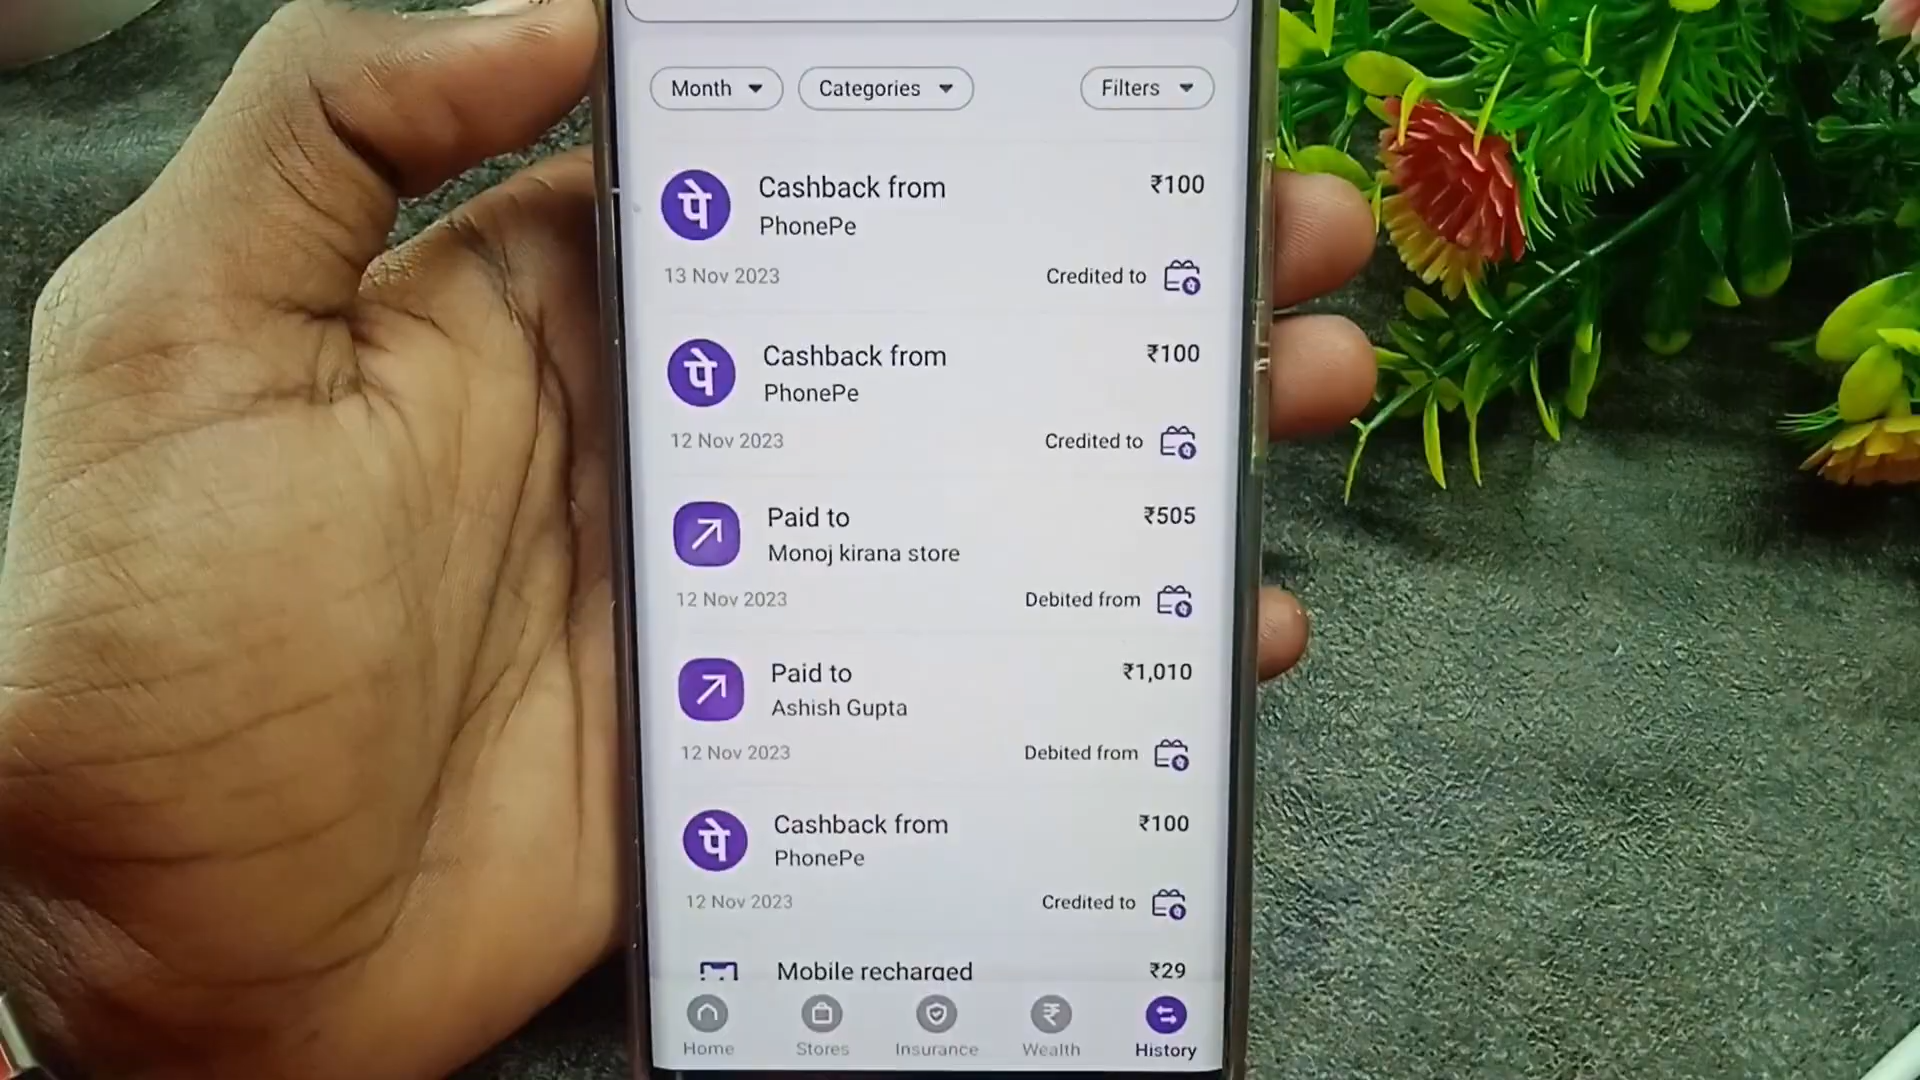 Month Categories Filters
पे Cashback from ₹100
PhonePe
13 Nov 2023 Credited to
पे Cashback from ₹100
PhonePe
12 Nov 2023 Credited to
Paid to ₹505
Monoj kirana store
12 Nov 2023 Debited from
Paid to ₹1,010
Ashish Gupta
12 Nov 2023 Debited from
पे Cashback from ₹100
PhonePe
12 Nov 2023 Credited to
Mobile recharged ₹29
Home Stores Insurance Wealth History